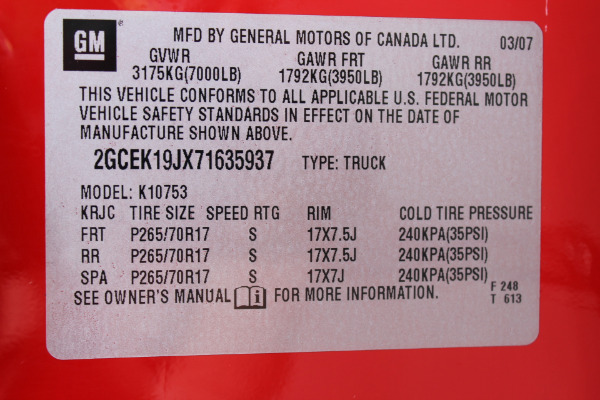 GM
MFD BY GENERAL MOTORS OF CANADA LTD. 03/07
GVWR GAWR FRT GAWR RR
3175KG(7000LB) 1792KG(3950LB) 1792KG(3950LB)
THIS VEHICLE CONFORMS TO ALL APPLICABLE U.S. FEDERAL MOTOR
VEHICLE SAFETY STANDARDS IN EFFECT ON THE DATE OF
MANUFACTURE SHOWN ABOVE.
2GCEK19JX71635937 TYPE: TRUCK
MODEL: K10753
KRJC TIRE SIZE SPEED RTG RIM COLD TIRE PRESSURE
FRT P265/70R17 S 17X7.5J 240KPA(35PSI)
RR P265/70R17 S 17X7.5J 240KPA(35PSI)
SPA P265/70R17 S 17X7J 240KPA(35PSI)
SEE OWNER'S MANUAL i FOR MORE INFORMATION. F 248
T 613